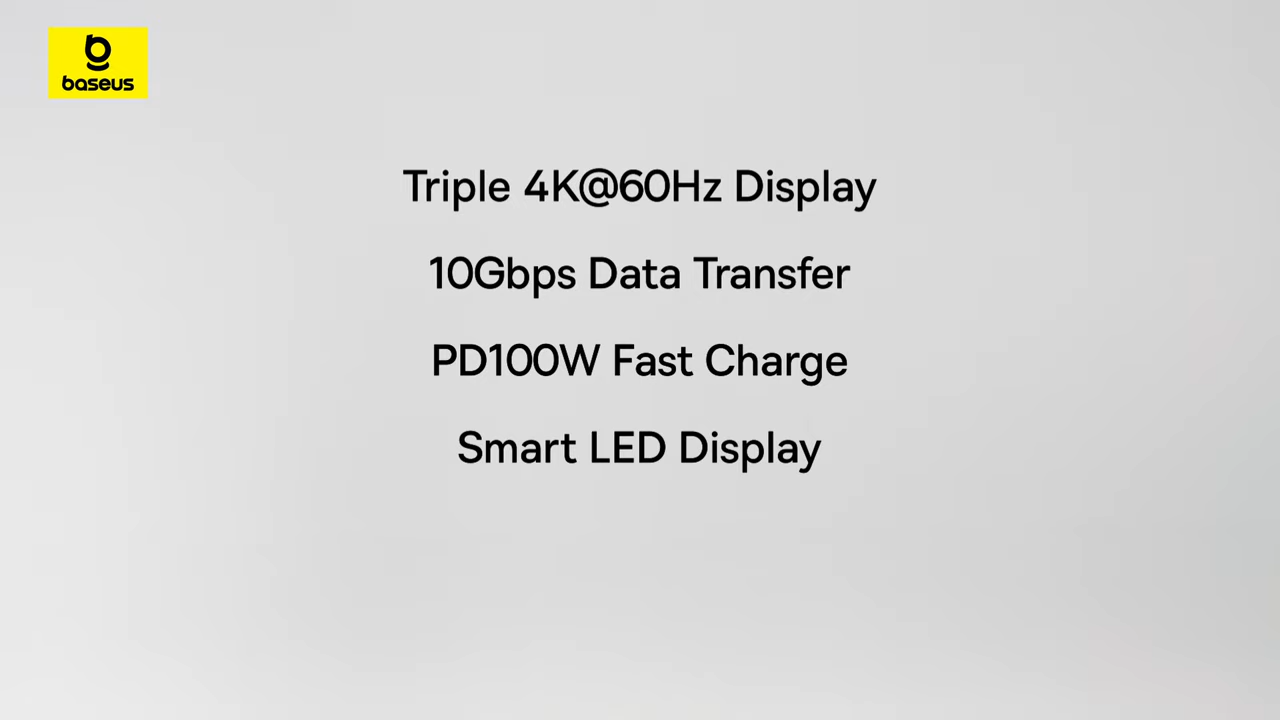 baseus
Triple 4K@60Hz Display
10Gbps Data Transfer
PD100W Fast Charge
Smart LED Display